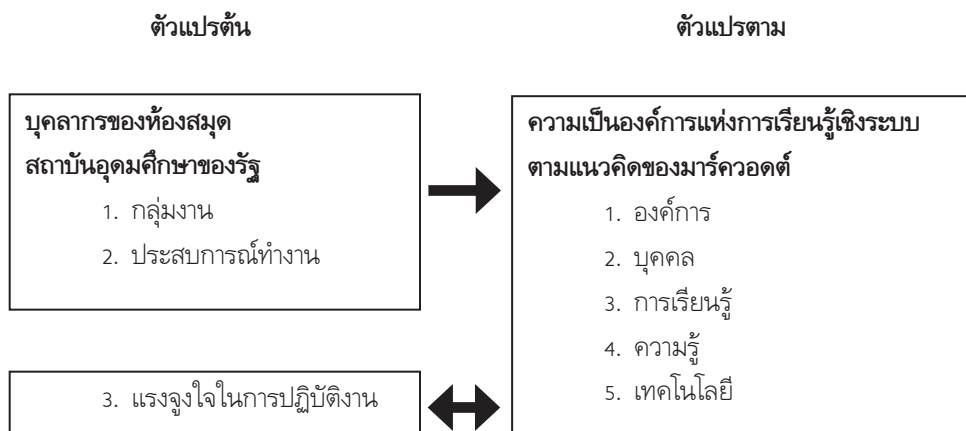 ตัวแปรต้น
ตัวแปรตาม
บุคลากรของห้องสมุด
สถาบันอุดมศึกษาของรัฐ
1. กลุ่มงาน
2. ประสบการณ์ทำงาน
3. แรงจูงใจในการปฏิบัติงาน
ความเป็นองค์การแห่งการเรียนรู้เชิงระบบ
ตามแนวคิดของมาร์ควอดต์
1. องค์การ
2. บุคคล
3. การเรียนรู้
4. ความรู้
5. เทคโนโลยี